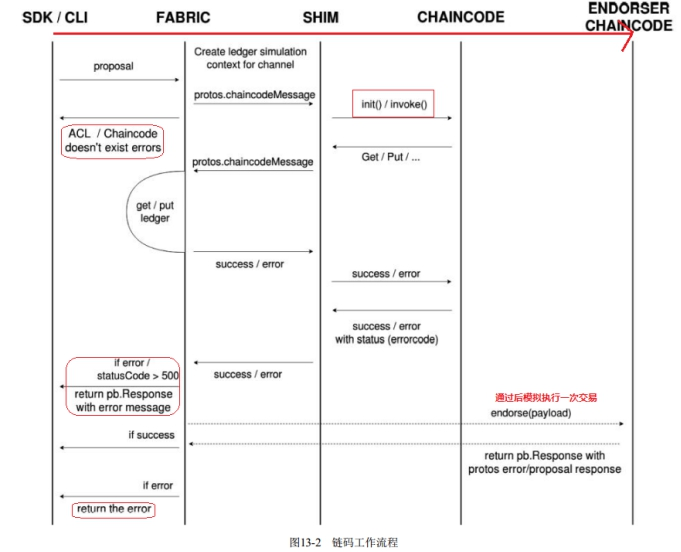 SDK / CLI
FABRIC
SHIM
CHAINCODE
ENDORSER
CHAINCODE
Create ledger simulation
context for channel
proposal
protos.chaincodeMessage
init() / invoke()
ACL / Chaincode
doesn't exist errors
Get / Put / ...
protos.chaincodeMessage
get / put
ledger
success / error
success / error
success / error
with status (errorcode)
if error /
statusCode > 500
success / error
return pb.Response
with error message
通过后模拟执行一次交易
endorse(payload)
if success
return pb.Response with
protos error/proposal response
if error
return the error
图13-2 链码工作流程